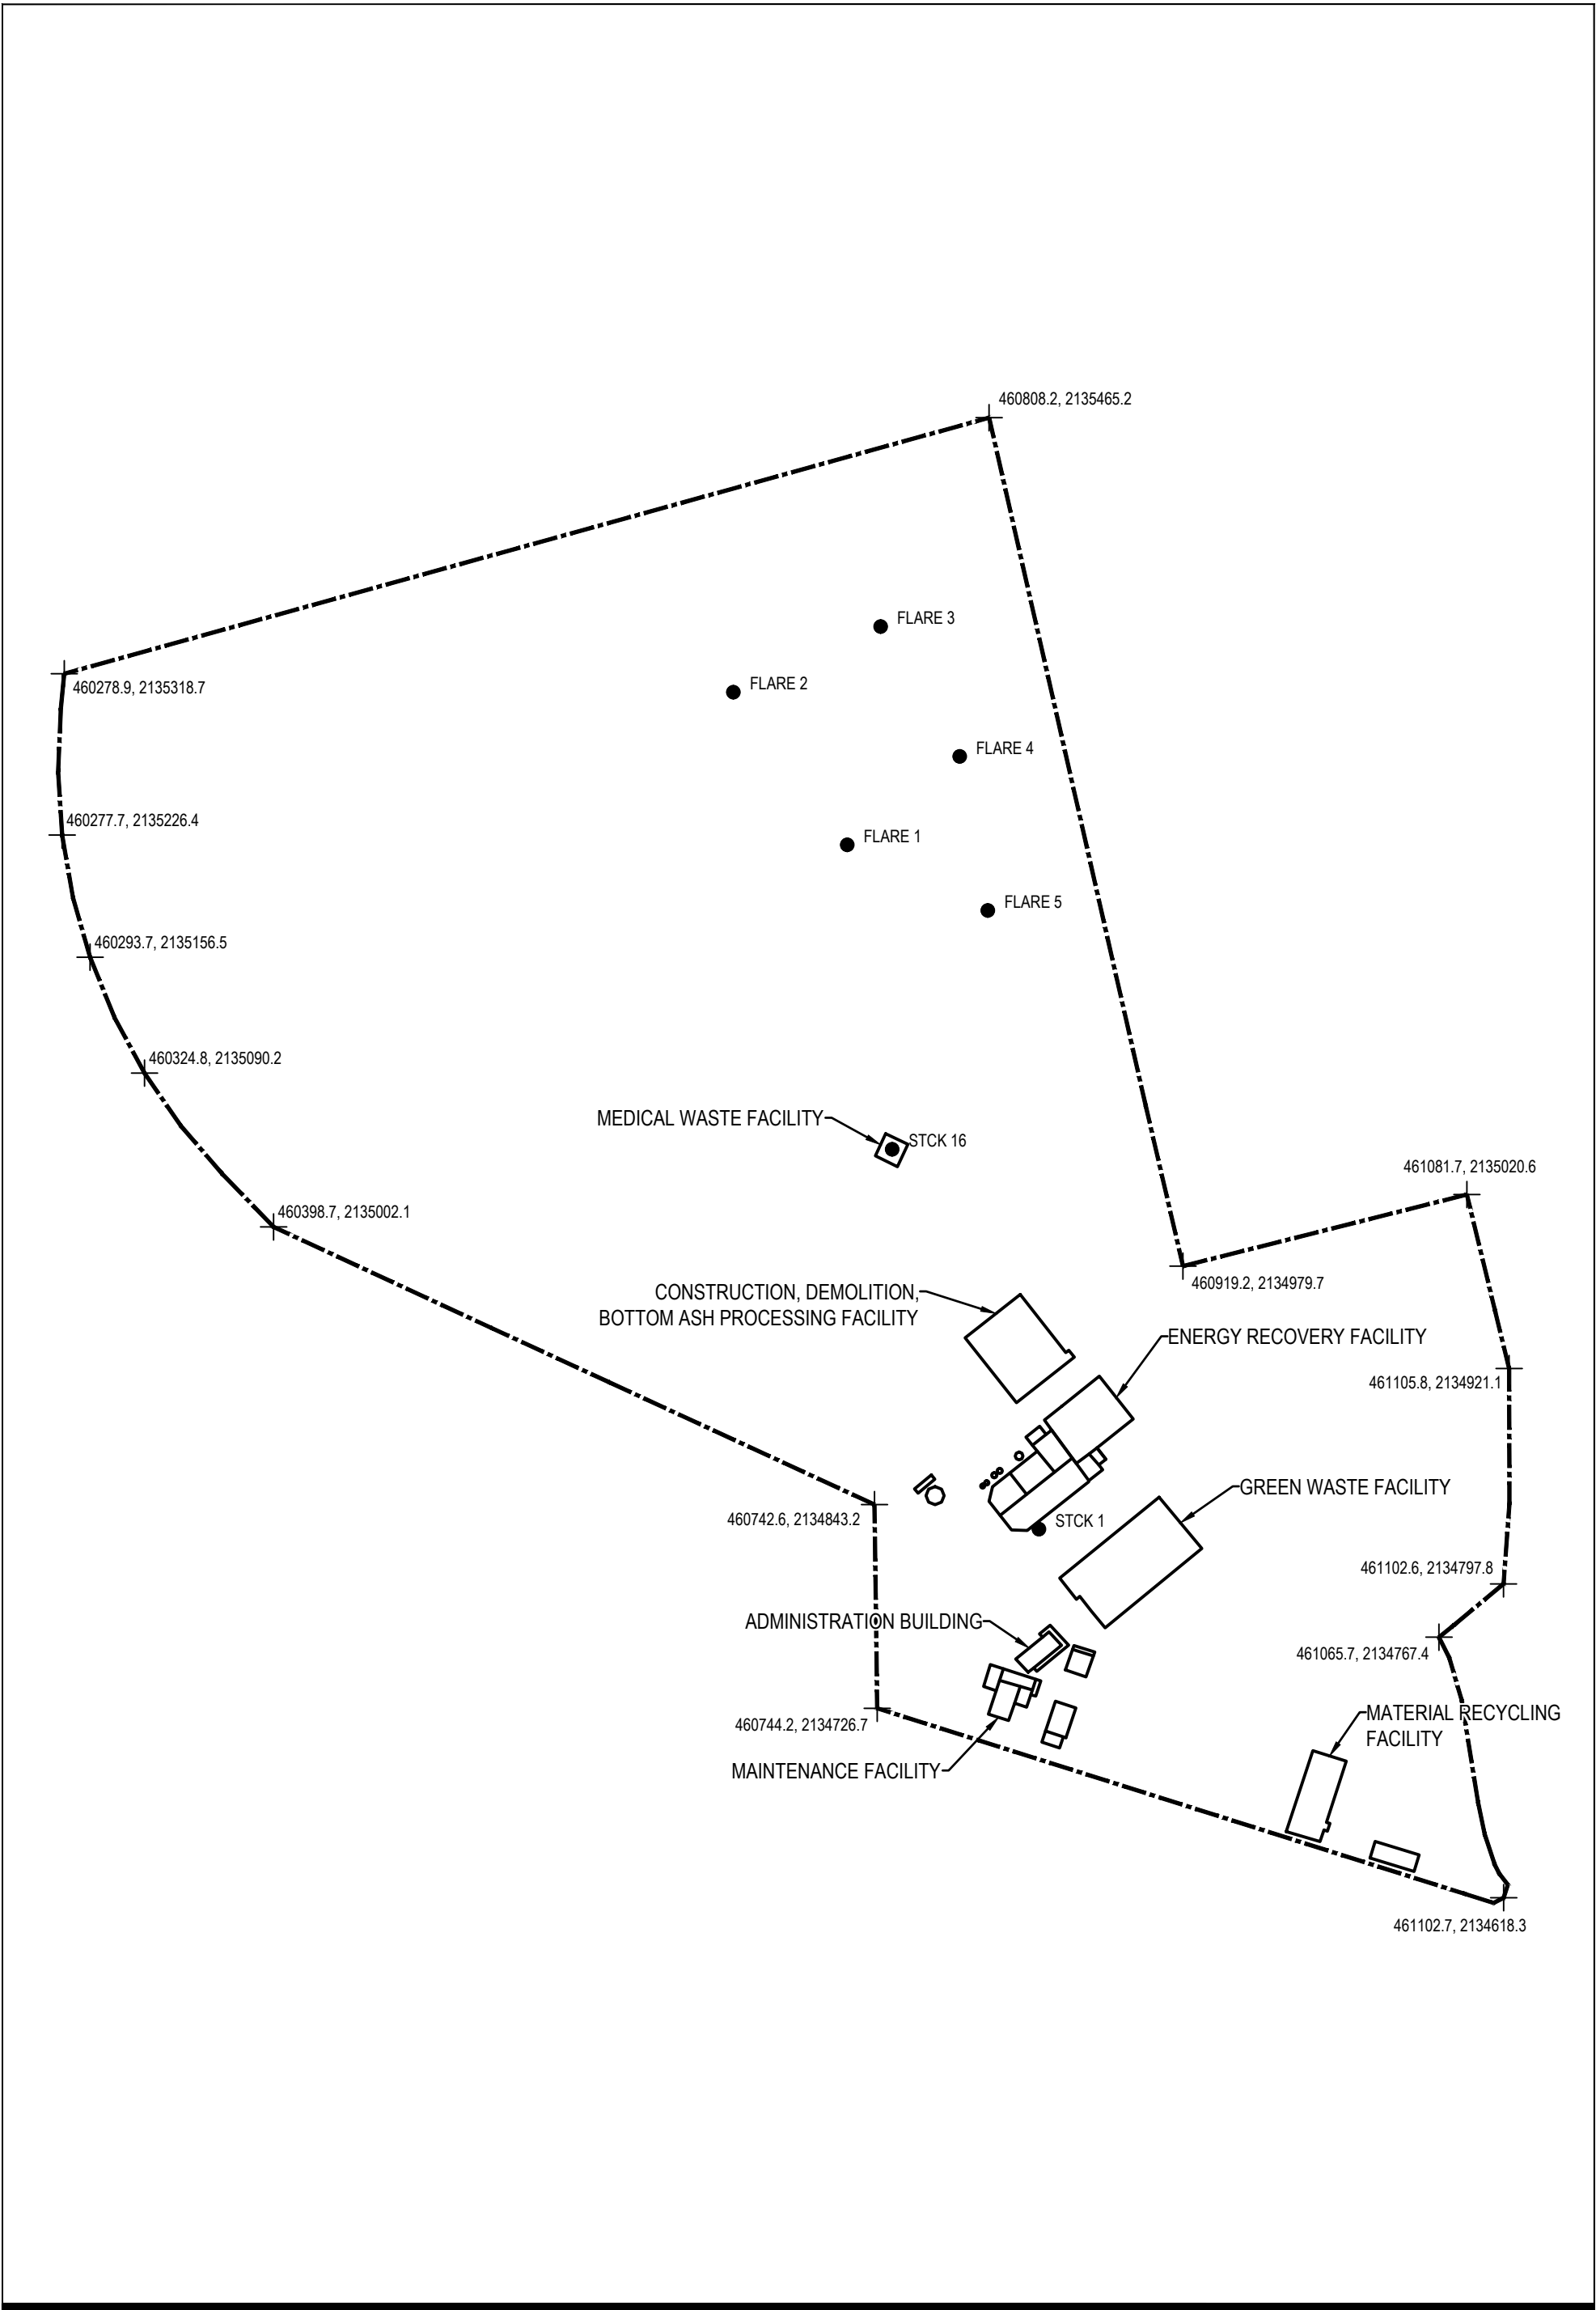 460808.2, 2135465.2
FLARE 3
460278.9, 2135318.7
FLARE 2
FLARE 4
460277.7, 2135226.4
FLARE 1
FLARE 5
460293.7, 2135156.5
460324.8, 2135090.2
MEDICAL WASTE FACILITY
STCK 16
461081.7, 2135020.6
460398.7, 2135002.1
460919.2, 2134979.7
CONSTRUCTION, DEMOLITION,
BOTTOM ASH PROCESSING FACILITY
ENERGY RECOVERY FACILITY
461105.8, 2134921.1
GREEN WASTE FACILITY
460742.6, 2134843.2
STCK 1
461102.6, 2134797.8
ADMINISTRATION BUILDING
461065.7, 2134767.4
460744.2, 2134726.7
MATERIAL RECYCLING
FACILITY
MAINTENANCE FACILITY
461102.7, 2134618.3